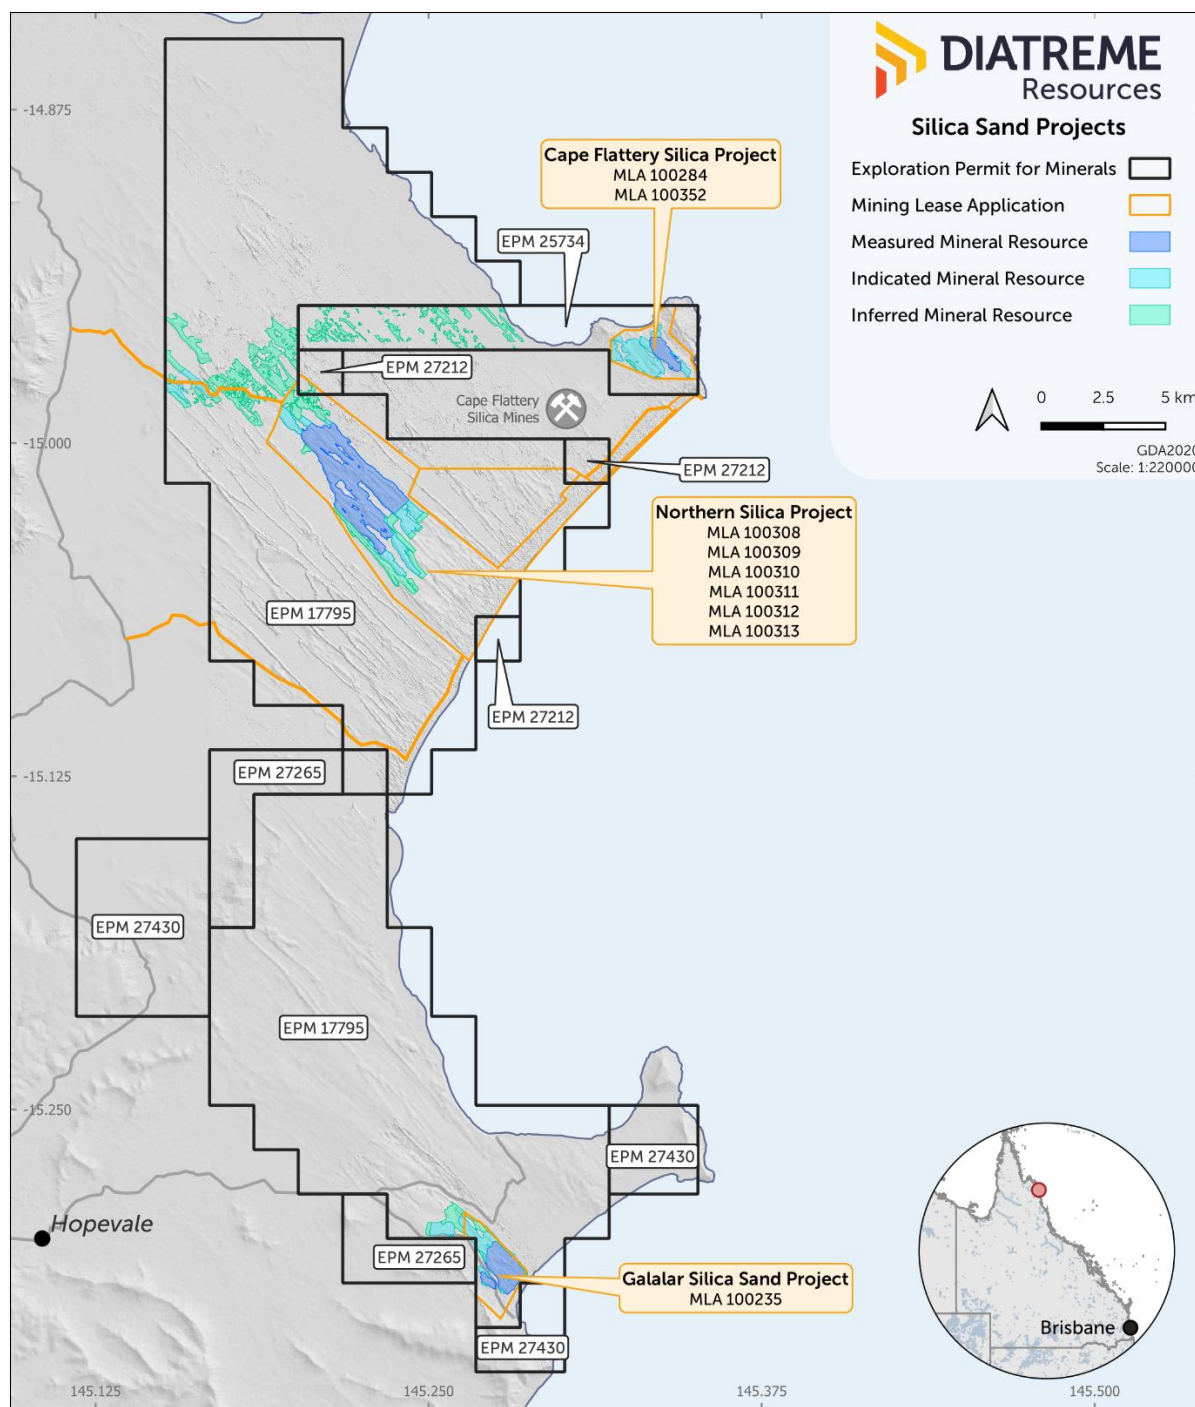 DIATREME
Resources
Silica Sand Projects
Exploration Permit for Minerals
Mining Lease Application
Measured Mineral Resource
Indicated Mineral Resource
Inferred Mineral Resource
0 2.5 5 km
GDA2020
Scale: 1:220000
-14.875
Cape Flattery Silica Project
MLA 100284
MLA 100352
EPM 25734
EPM 27212
Cape Flattery
Silica Mines
-15.000
EPM 27212
Northern Silica Project
MLA 100308
MLA 100309
MLA 100310
MLA 100311
MLA 100312
MLA 100313
EPM 17795
EPM 27212
EPM 27265
-15.125
EPM 27430
EPM 17795
-15.250
EPM 27430
Hopevale
EPM 27265
Galalar Silica Sand Project
MLA 100235
EPM 27430
Brisbane
145.125 145.250 145.375 145.500